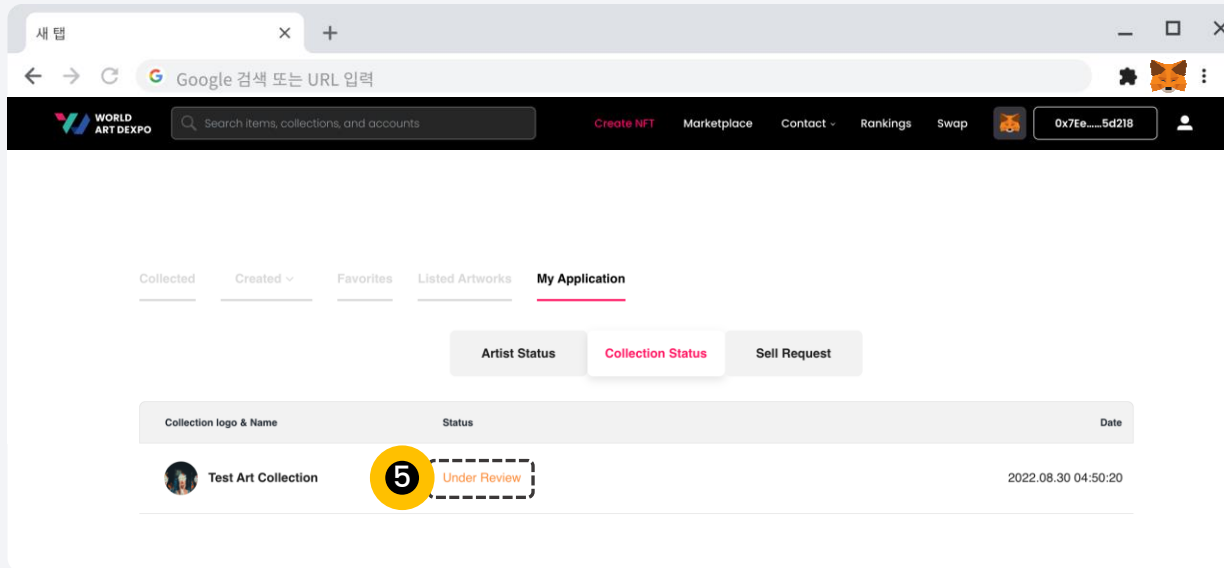 새 탭
Google 검색 또는 URL 입력
WORLD
ART DEXPO
Search items, collections, and accounts
Create NFT
Marketplace
Contact
Rankings
Swap
0x7Ee......5d218
Collected
Created
Favorites
Listed Artworks
My Application
Artist Status
Collection Status
Sell Request
Collection logo & Name
Status
Date
Test Art Collection
5
Under Review
2022.08.30 04:50:20